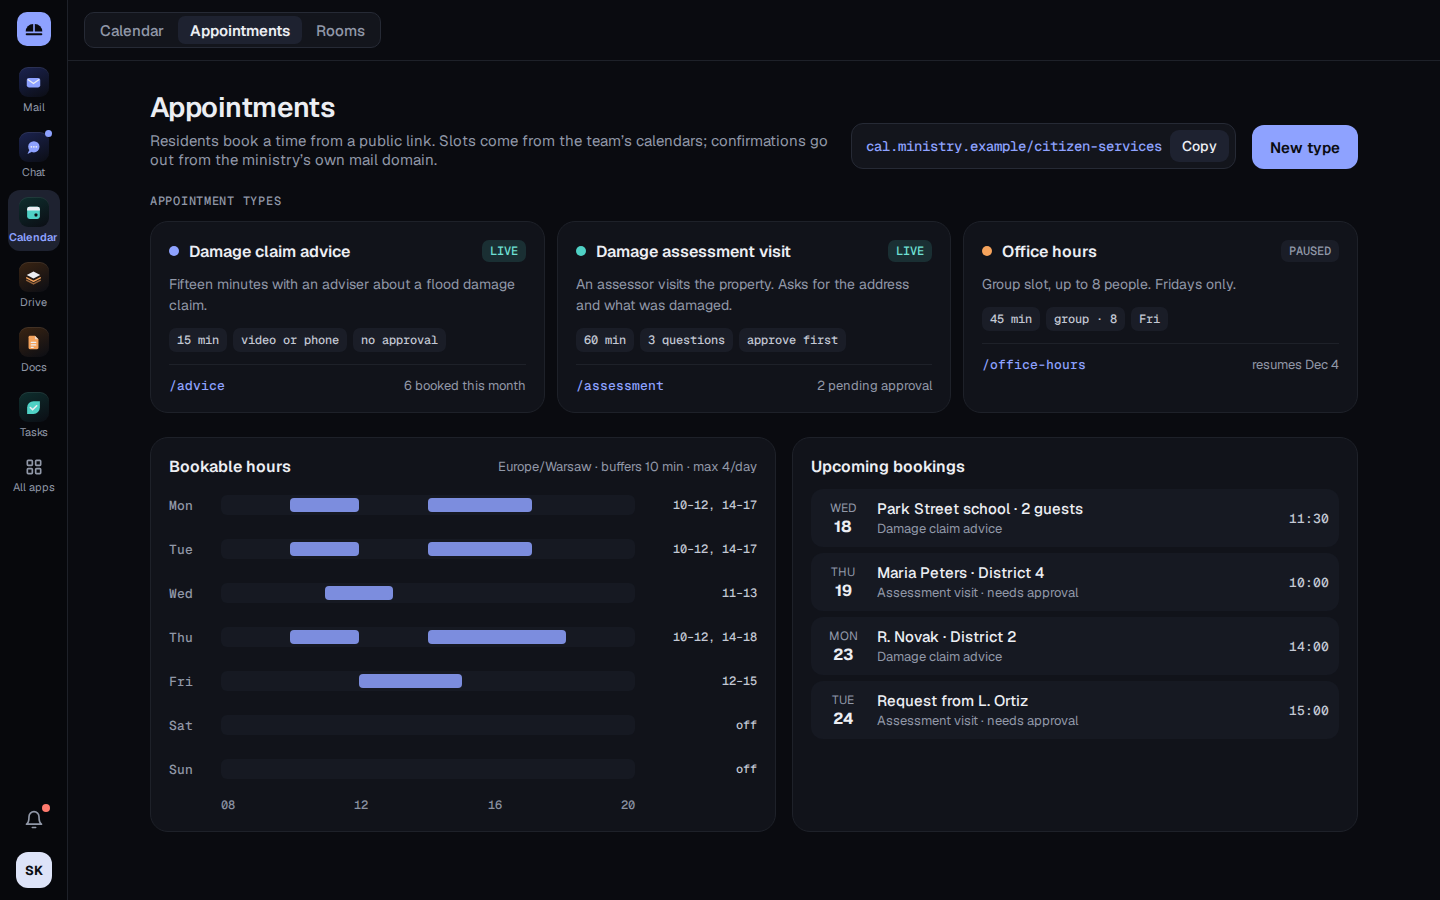 Calendar
Appointments
Rooms
Mail
Chat
Calendar
Drive
Docs
Tasks
All apps
SK
Appointments
Residents book a time from a public link. Slots come from the team's calendars; confirmations go
out from the ministry's own mail domain.
cal.ministry.example/citizen-services
Copy
New type
APPOINTMENT TYPES
Damage claim advice
LIVE
Fifteen minutes with an adviser about a flood damage
claim.
15 min
video or phone
no approval
/advice
6 booked this month
Damage assessment visit
LIVE
An assessor visits the property. Asks for the address
and what was damaged.
60 min
3 questions
approve first
/assessment
2 pending approval
Office hours
PAUSED
Group slot, up to 8 people. Fridays only.
45 min
group · 8
Fri
/office-hours
resumes Dec 4
Bookable hours
Europe/Warsaw · buffers 10 min · max 4/day
Mon
10–12, 14–17
Tue
10–12, 14–17
Wed
11–13
Thu
10–12, 14–18
Fri
12–15
Sat
off
Sun
off
08
12
16
20
Upcoming bookings
WED
18
Park Street school · 2 guests
Damage claim advice
11:30
THU
19
Maria Peters · District 4
Assessment visit · needs approval
10:00
MON
23
R. Novak · District 2
Damage claim advice
14:00
TUE
24
Request from L. Ortiz
Assessment visit · needs approval
15:00